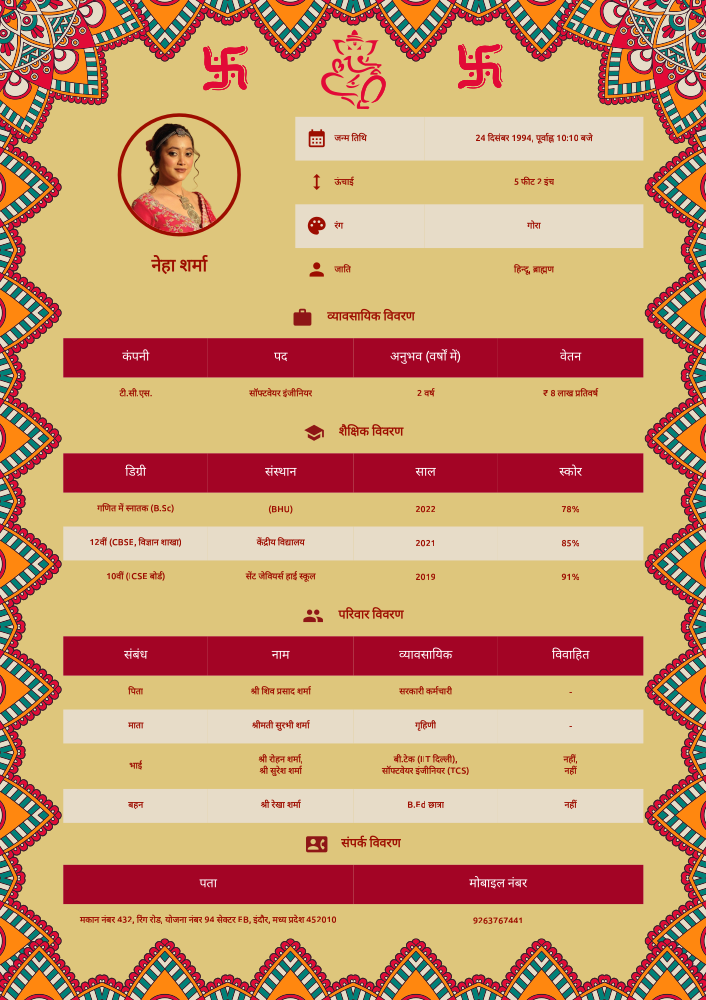 जन्म तिथि 24 दिसंबर 1994, पूर्वाह्न 10:10 बजे
ऊंचाई 5 फीट 2 इंच
रंग गोरा
नेहा शर्मा
जाति हिन्दू, ब्राह्मण
व्यावसायिक विवरण
कंपनी पद अनुभव (वर्षों में) वेतन
टी.सी.एस. सॉफ्टवेयर इंजीनियर 2 वर्ष ₹ 8 लाख प्रतिवर्ष
शैक्षिक विवरण
डिग्री संस्थान साल स्कोर
गणित में स्नातक (B.Sc) (BHU) 2022 78%
12वीं (CBSE, विज्ञान शाखा) केंद्रीय विद्यालय 2021 85%
10वीं (ICSE बोर्ड) सेंट जेवियर्स हाई स्कूल 2019 91%
परिवार विवरण
संबंध नाम व्यावसायिक विवाहित
पिता श्री शिव प्रसाद शर्मा सरकारी कर्मचारी -
माता श्रीमती सुरभी शर्मा गृहिणी -
भाई श्री रोहन शर्मा, बी.टेक (IIT दिल्ली), नहीं,
श्री सुरेश शर्मा सॉफ्टवेयर इंजीनियर (TCS) नहीं
बहन श्री रेखा शर्मा B.Ed छात्रा नहीं
संपर्क विवरण
पता मोबाइल नंबर
मकान नंबर 432, रिंग रोड, योजना नंबर 94 सेक्टर EB, इंदौर, मध्य प्रदेश 452010 9263767441